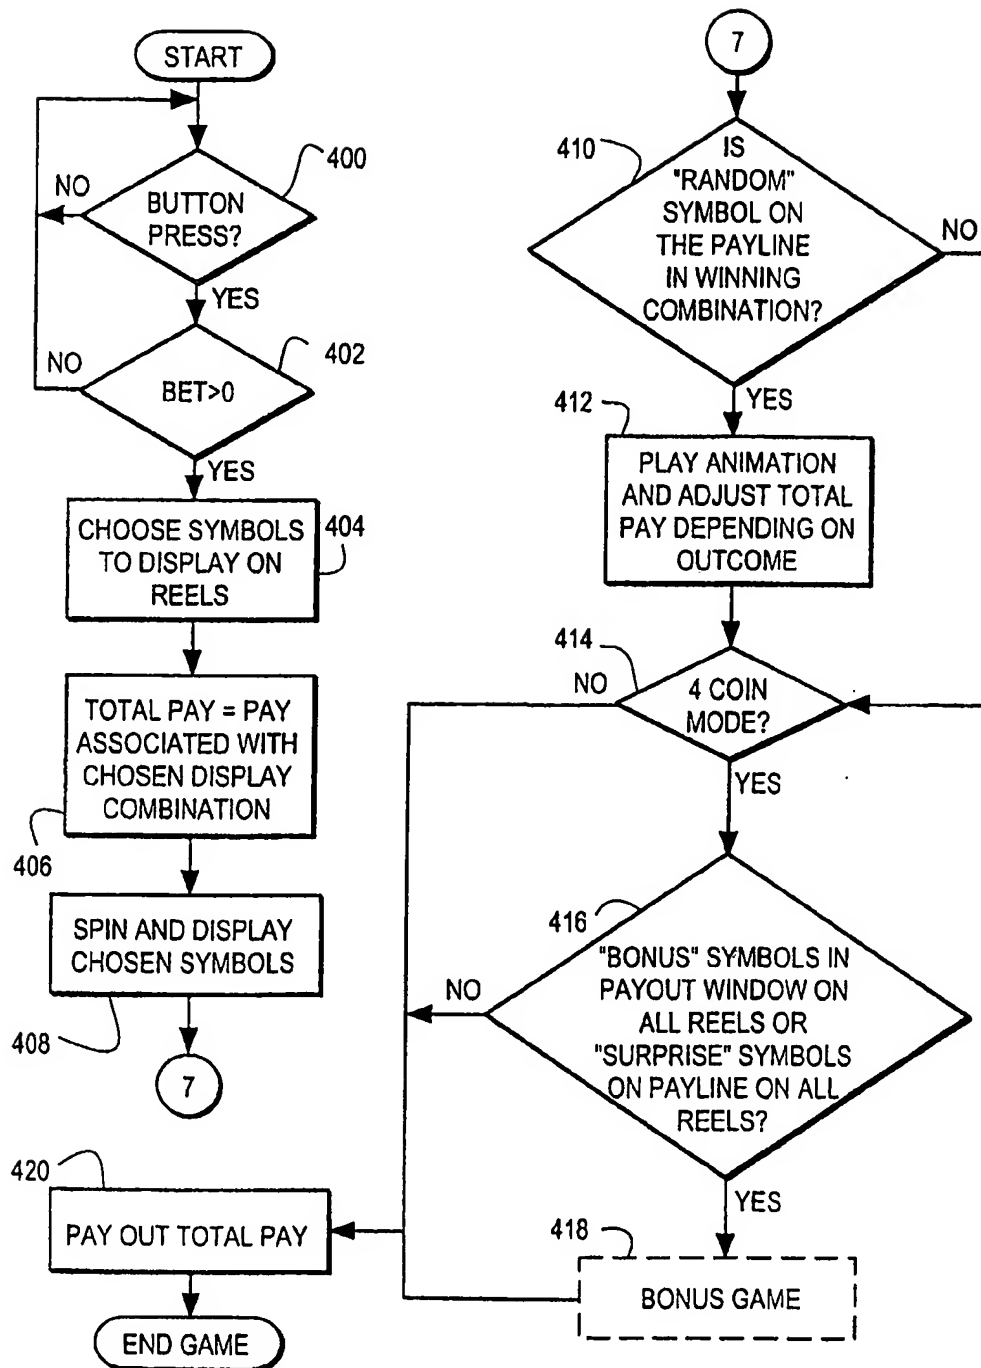 START
400
NO
BUTTON
PRESS?
YES
402
NO
BET>0
YES
CHOOSE SYMBOLS
TO DISPLAY ON
REELS
404
TOTAL PAY = PAY
ASSOCIATED WITH
CHOSEN DISPLAY
COMBINATION
406
SPIN AND DISPLAY
CHOSEN SYMBOLS
408
7
420
PAY OUT TOTAL PAY
END GAME
7
410
IS
"RANDOM"
SYMBOL ON
THE PAYLINE
IN WINNING
COMBINATION?
NO
YES
412
PLAY ANIMATION
AND ADJUST TOTAL
PAY DEPENDING ON
OUTCOME
414
NO
4 COIN
MODE?
YES
416
NO
"BONUS" SYMBOLS IN
PAYOUT WINDOW ON
ALL REELS OR
"SURPRISE" SYMBOLS
ON PAYLINE ON ALL
REELS?
YES
418
BONUS GAME